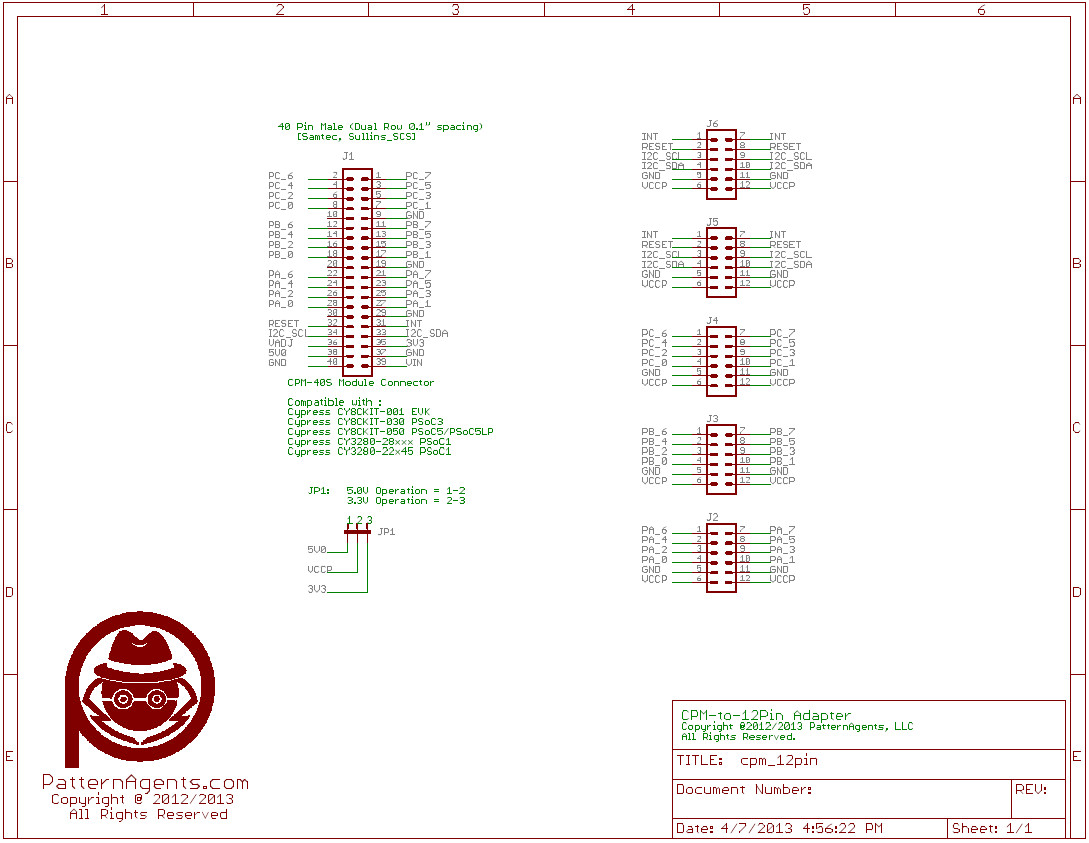 1 2 3 4 5 6
A A
B B
C C
D D
E E
40 Pin Male (Dual Row 0.1" spacing)
[Samtec, Sullins_SCS]
J1
PC_6 2 1 PC_7
PC_4 4 3 PC_5
PC_2 6 5 PC_3
PC_0 8 7 PC_1
10 9 GND
PB_6 12 11 PB_7
PB_4 14 13 PB_5
PB_2 16 15 PB_3
PB_0 18 17 PB_1
20 19 GND
PA_6 22 21 PA_7
PA_4 24 23 PA_5
PA_2 26 25 PA_3
PA_0 28 27 PA_1
30 29 GND
RESET 32 31 INT
I2C_SCL 34 33 I2C_SDA
VADJ 36 35 3V3
5V0 38 37 GND
GND 40 39 VIN
CPM-40S Module Connector
Compatible with :
Cypress CY8CKIT-001 EVK
Cypress CY8CKIT-030 PSoC3
Cypress CY8CKIT-050 PSoC5/PSoC5LP
Cypress CY3280-28xxx PSoC1
Cypress CY3280-22x45 PSoC1
JP1: 5.0V Operation = 1-2
3.3V Operation = 2-3
1 2 3
JP1
5V0
VCCP
3V3
J6
INT 1 7 INT
RESET 2 8 RESET
I2C_SCL 3 9 I2C_SCL
I2C_SDA 4 10 I2C_SDA
GND 5 11 GND
VCCP 6 12 VCCP
J5
INT 1 7 INT
RESET 2 8 RESET
I2C_SCL 3 9 I2C_SCL
I2C_SDA 4 10 I2C_SDA
GND 5 11 GND
VCCP 6 12 VCCP
J4
PC_6 1 7 PC_7
PC_4 2 8 PC_5
PC_2 3 9 PC_3
PC_0 4 10 PC_1
GND 5 11 GND
VCCP 6 12 VCCP
J3
PB_6 1 7 PB_7
PB_4 2 8 PB_5
PB_2 3 9 PB_3
PB_0 4 10 PB_1
GND 5 11 GND
VCCP 6 12 VCCP
J2
PA_6 1 7 PA_7
PA_4 2 8 PA_5
PA_2 3 9 PA_3
PA_0 4 10 PA_1
GND 5 11 GND
VCCP 6 12 VCCP
PatternAgents.com
Copyright @ 2012/2013
All Rights Reserved
CPM-to-12Pin Adapter
Copyright @2012/2013 PatternAgents, LLC
All Rights Reserved.
TITLE: cpm_12pin
Document Number: REV:
Date: 4/7/2013 4:56:22 PM Sheet: 1/1